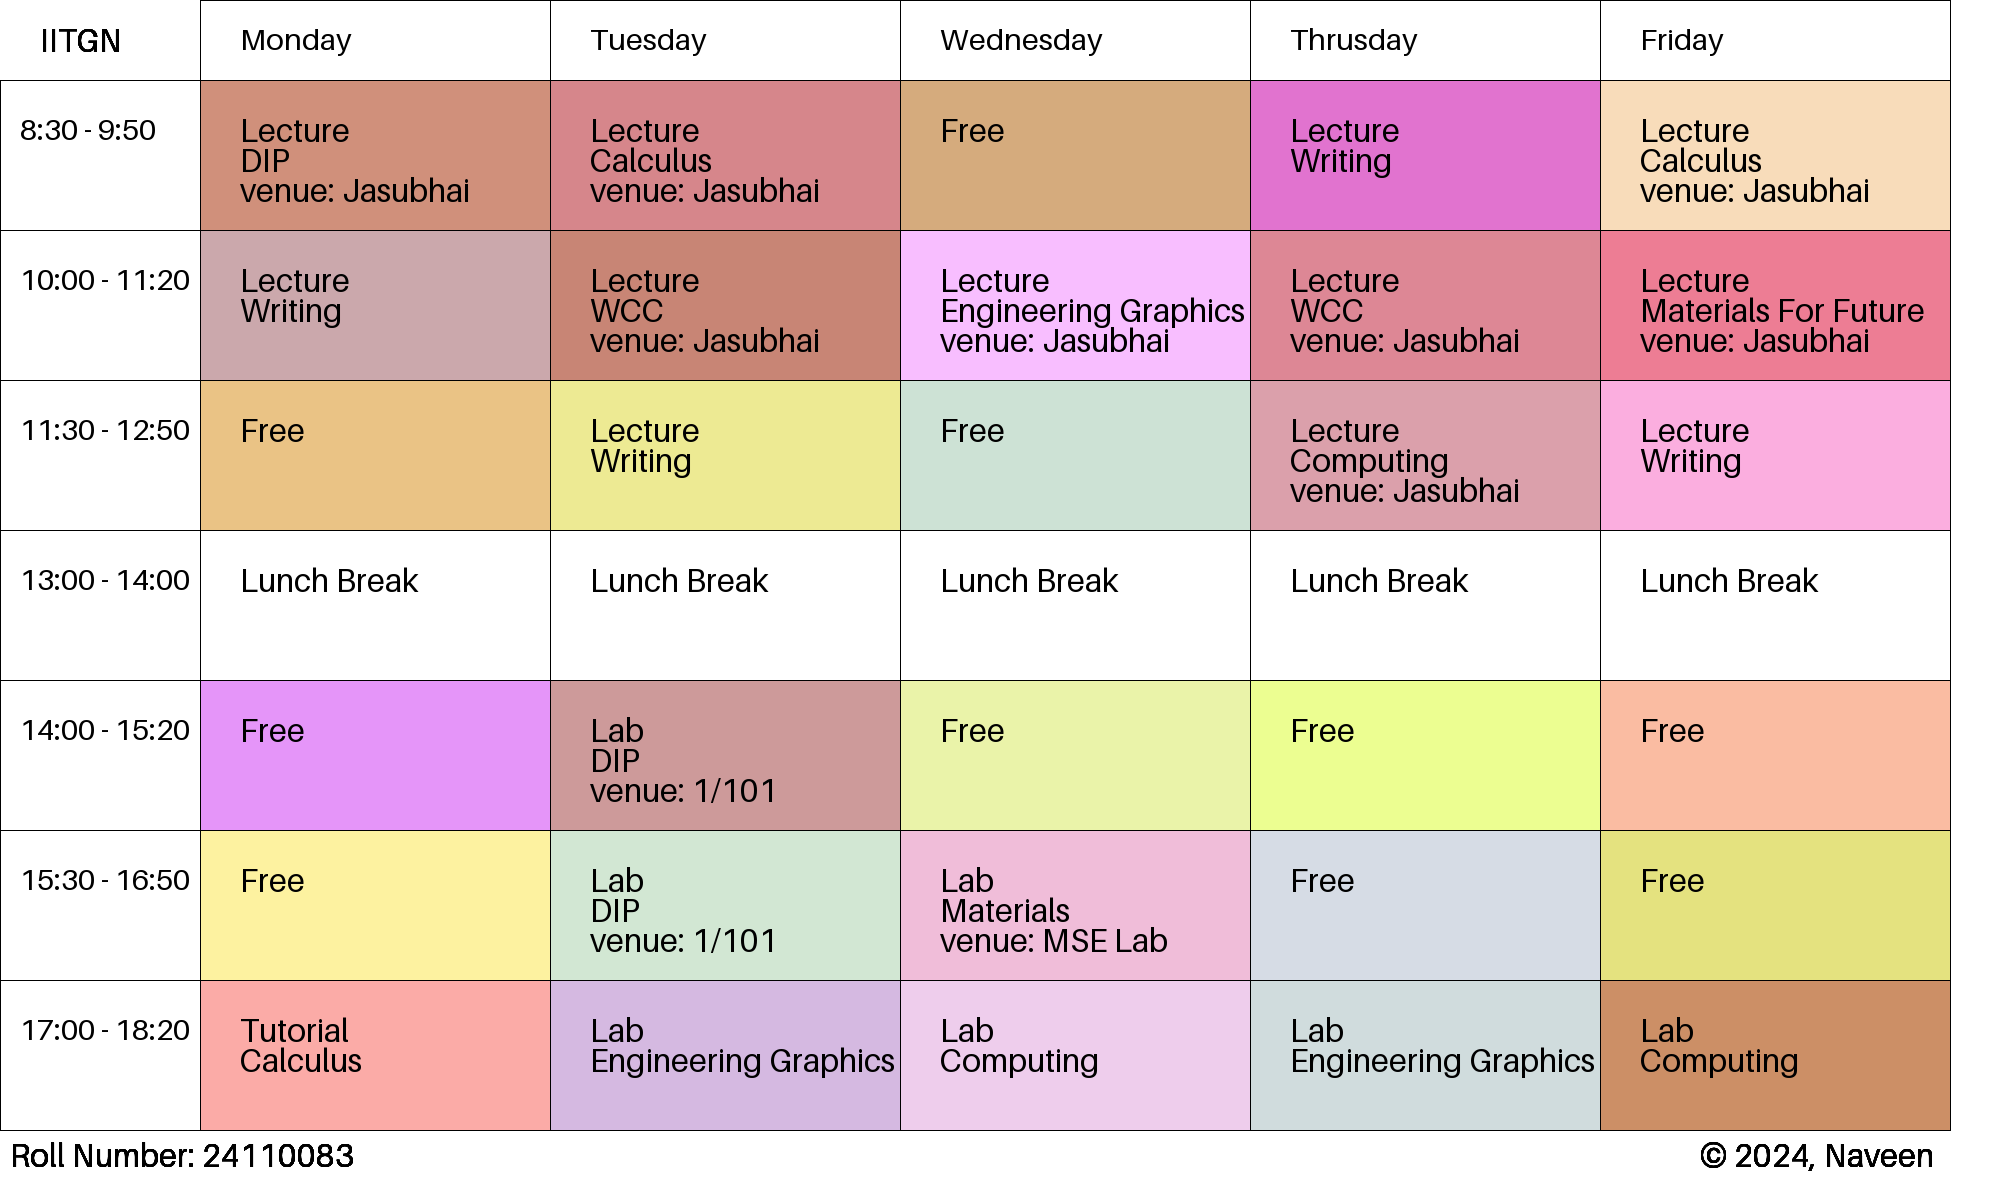 IITGN Monday Tuesday Wednesday Thrusday Friday
8:30 - 9:50
Lecture
DIP
venue: Jasubhai
Lecture
Calculus
venue: Jasubhai
Free
Lecture
Writing
Lecture
Calculus
venue: Jasubhai
10:00 - 11:20
Lecture
Writing
Lecture
WCC
venue: Jasubhai
Lecture
Engineering Graphics
venue: Jasubhai
Lecture
WCC
venue: Jasubhai
Lecture
Materials For Future
venue: Jasubhai
11:30 - 12:50
Free
Lecture
Writing
Free
Lecture
Computing
venue: Jasubhai
Lecture
Writing
13:00 - 14:00
Lunch Break
Lunch Break
Lunch Break
Lunch Break
Lunch Break
14:00 - 15:20
Free
Lab
DIP
venue: 1/101
Free
Free
Free
15:30 - 16:50
Free
Lab
DIP
venue: 1/101
Lab
Materials
venue: MSE Lab
Free
Free
17:00 - 18:20
Tutorial
Calculus
Lab
Engineering Graphics
Lab
Computing
Lab
Engineering Graphics
Lab
Computing
Roll Number: 24110083
© 2024, Naveen